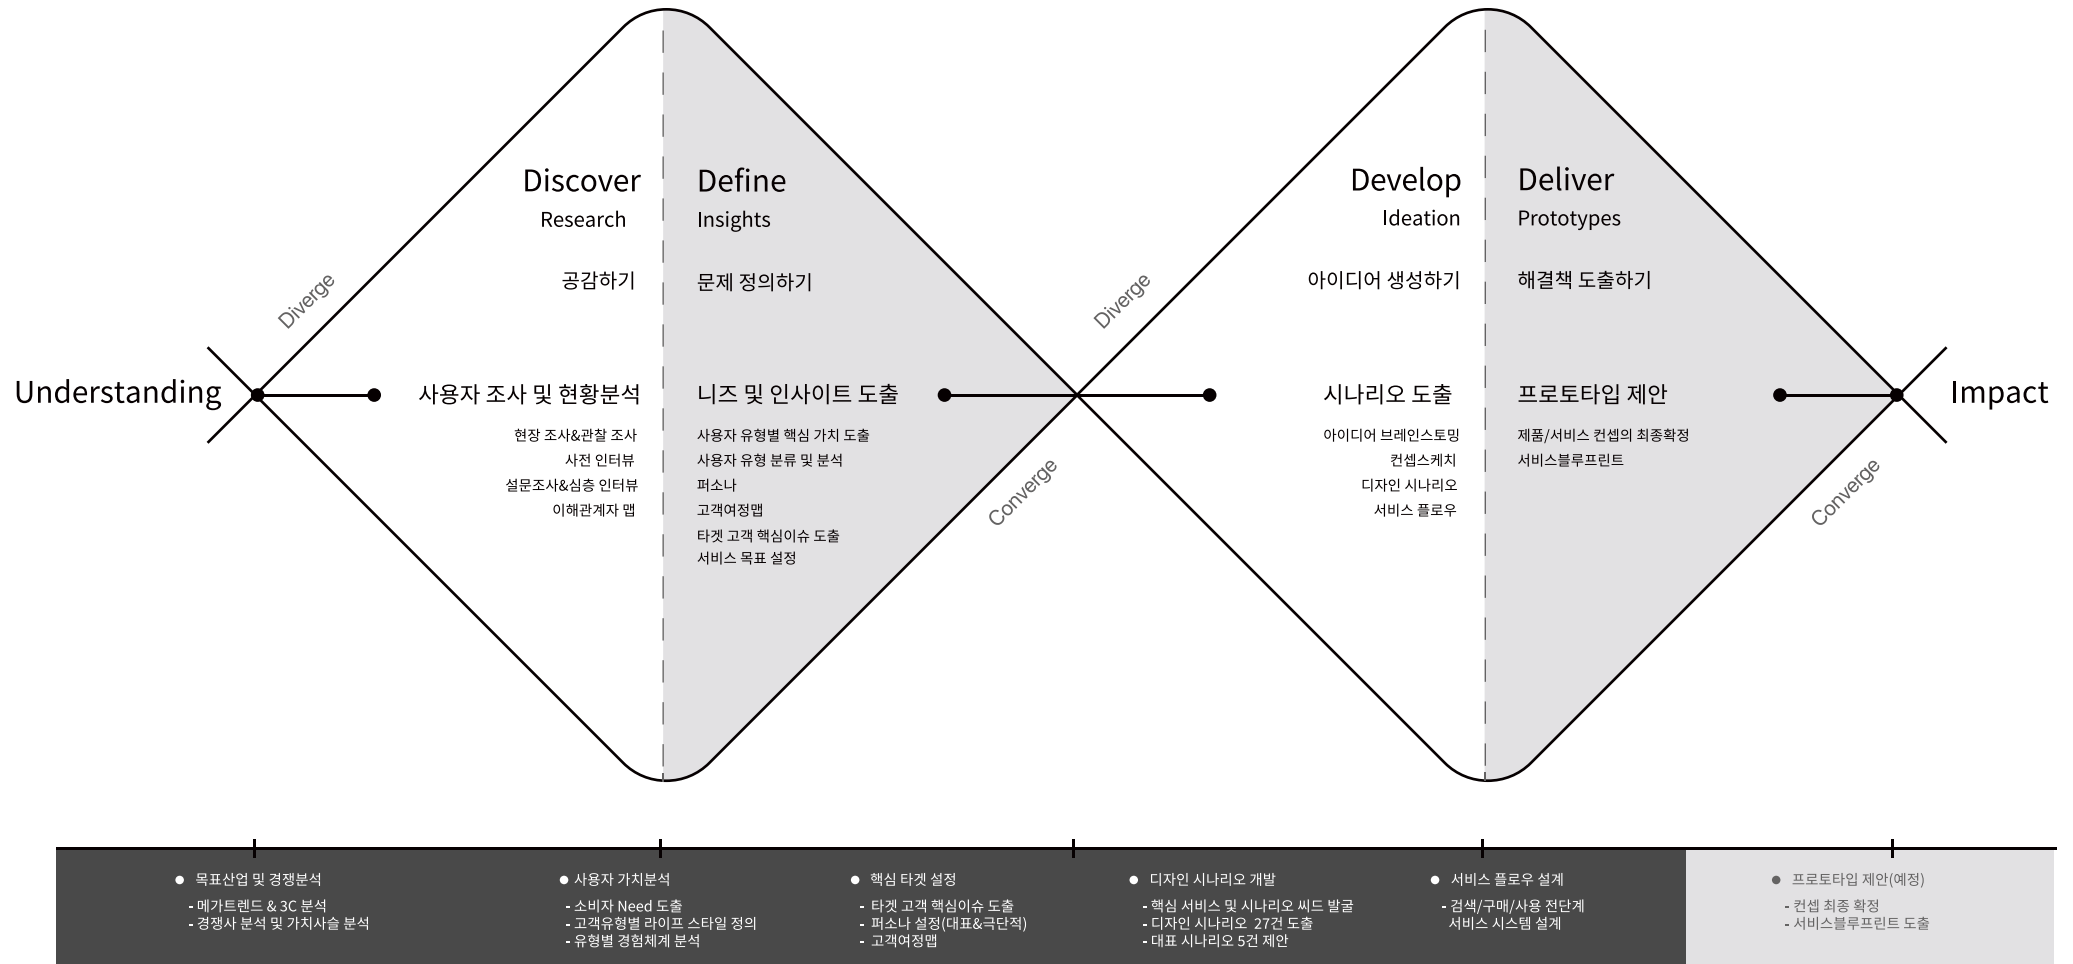 Understanding
Diverge
Discover
Research
공감하기
사용자 조사 및 현황분석
현장 조사&관찰 조사
사전 인터뷰
설문조사&심층 인터뷰
이해관계자 맵
Define
Insights
문제 정의하기
니즈 및 인사이트 도출
사용자 유형별 핵심 가치 도출
사용자 유형 분류 및 분석
퍼소나
고객여정맵
타겟 고객 핵심이슈 도출
서비스 목표 설정
Converge
Diverge
Develop
Ideation
아이디어 생성하기
시나리오 도출
아이디어 브레인스토밍
컨셉스케치
디자인 시나리오
서비스 플로우
Deliver
Prototypes
해결책 도출하기
프로토타입 제안
제품/서비스 컨셉의 최종확정
서비스블루프린트
Converge
Impact
● 목표산업 및 경쟁분석
- 메가트렌드 & 3C 분석
- 경쟁사 분석 및 가치사슬 분석
● 사용자 가치분석
- 소비자 Need 도출
- 고객유형별 라이프 스타일 정의
- 유형별 경험체계 분석
● 핵심 타겟 설정
- 타겟 고객 핵심이슈 도출
- 퍼소나 설정(대표&극단적)
- 고객여정맵
● 디자인 시나리오 개발
- 핵심 서비스 및 시나리오 씨드 발굴
- 디자인 시나리오 27건 도출
- 대표 시나리오 5건 제안
● 서비스 플로우 설계
- 검색/구매/사용 전단계
서비스 시스템 설계
● 프로토타입 제안(예정)
- 컨셉 최종 확정
- 서비스블루프린트 도출